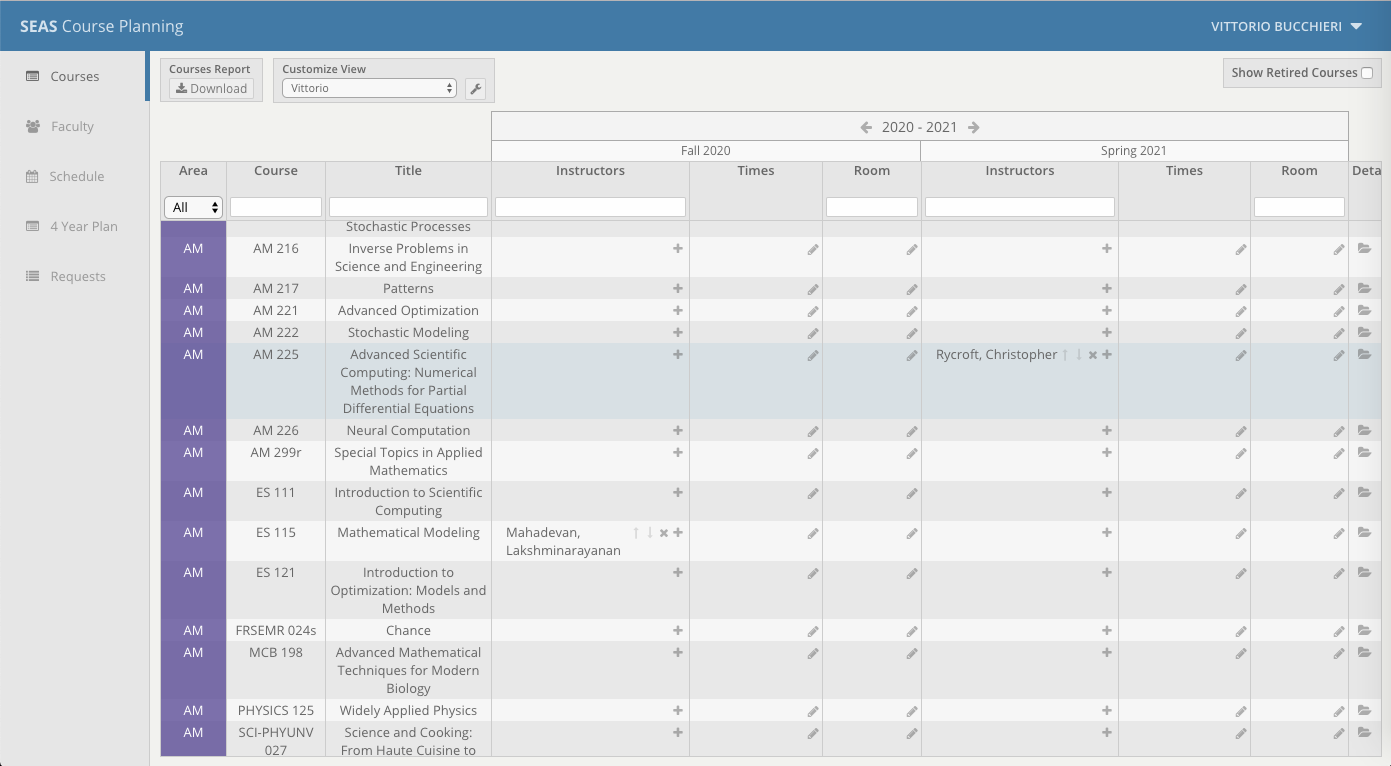 SEAS Course Planning
VITTORIO BUCCHIERI
Courses
Faculty
Schedule
4 Year Plan
Requests
Courses Report
Download
Customize View
Vittorio
Show Retired Courses
2020 - 2021
Fall 2020 Spring 2021
Area Course Title Instructors Times Room Instructors Times Room Deta
All
Stochastic Processes
AM AM 216 Inverse Problems in
Science and Engineering
AM AM 217 Patterns
AM AM 221 Advanced Optimization
AM AM 222 Stochastic Modeling
AM AM 225 Advanced Scientific Rycroft, Christopher
Computing: Numerical
Methods for Partial
Differential Equations
AM AM 226 Neural Computation
AM AM 299r Special Topics in Applied
Mathematics
AM ES 111 Introduction to Scientific
Computing
AM ES 115 Mathematical Modeling Mahadevan,
Lakshminarayanan
AM ES 121 Introduction to
Optimization: Models and
Methods
AM FRSEMR 024s Chance
AM MCB 198 Advanced Mathematical
Techniques for Modern
Biology
AM PHYSICS 125 Widely Applied Physics
AM SCI-PHYUNV Science and Cooking:
027 From Haute Cuisine to